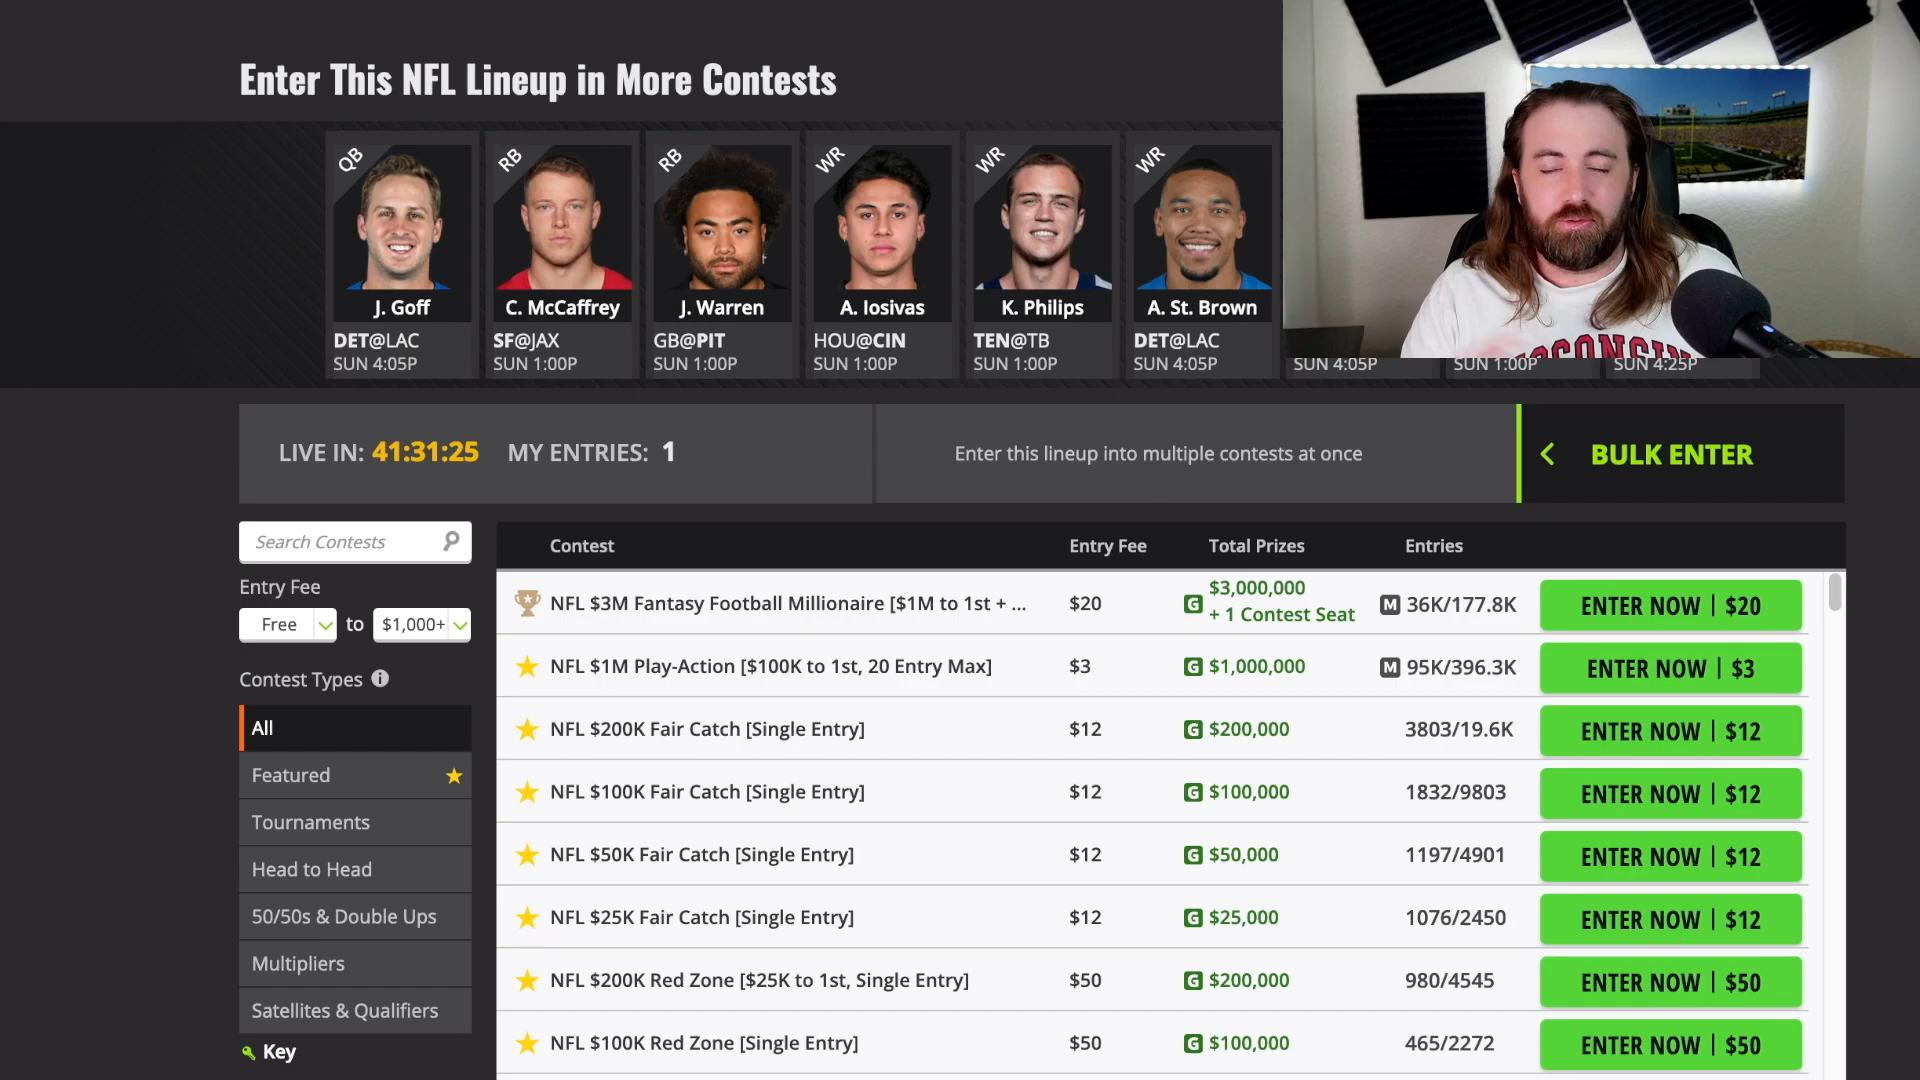 Enter This NFL Lineup in More Contests
QB
RB
RB
WR
WR
WR
J. Goff
C. McCaffrey
J. Warren
A. Iosivas
K. Philips
A. St. Brown
DET@LAC
SF@JAX
GB@PIT
HOU@CIN
TEN@TB
DET@LAC
SUN 4:05P
SUN 1:00P
SUN 1:00P
SUN 1:00P
SUN 1:00P
SUN 4:05P
SUN 4:05P
SUN 1:00P
SUN 4:25P
LIVE IN: 41:31:25 MY ENTRIES: 1
Enter this lineup into multiple contests at once
BULK ENTER
Search Contests
Entry Fee
Free to $1,000+
Contest Types
All
Featured
Tournaments
Head to Head
50/50s & Double Ups
Multipliers
Satellites & Qualifiers
Key
Contest Entry Fee Total Prizes Entries
NFL $3M Fantasy Football Millionaire [$1M to 1st + ... $20 G $3,000,000 + 1 Contest Seat M 36K/177.8K ENTER NOW | $20
NFL $1M Play-Action [$100K to 1st, 20 Entry Max] $3 G $1,000,000 M 95K/396.3K ENTER NOW | $3
NFL $200K Fair Catch [Single Entry] $12 G $200,000 3803/19.6K ENTER NOW | $12
NFL $100K Fair Catch [Single Entry] $12 G $100,000 1832/9803 ENTER NOW | $12
NFL $50K Fair Catch [Single Entry] $12 G $50,000 1197/4901 ENTER NOW | $12
NFL $25K Fair Catch [Single Entry] $12 G $25,000 1076/2450 ENTER NOW | $12
NFL $200K Red Zone [$25K to 1st, Single Entry] $50 G $200,000 980/4545 ENTER NOW | $50
NFL $100K Red Zone [Single Entry] $50 G $100,000 465/2272 ENTER NOW | $50